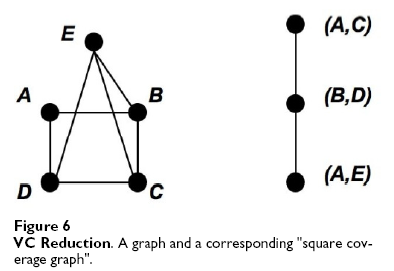 E
(A,C)
A
B
(B,D)
D
C
(A,E)
Figure 6
VC Reduction. A graph and a corresponding "square cov-
erage graph".